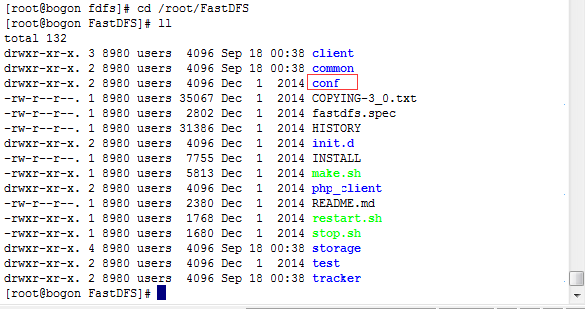 [root@bogon fdfs]# cd /root/FastDFS
[root@bogon FastDFS]# ll
total 132
drwxr-xr-x. 3 8980 users  4096 Sep 18 00:38 client
drwxr-xr-x. 2 8980 users  4096 Sep 18 00:38 common
drwxr-xr-x. 2 8980 users  4096 Dec  1  2014 conf
-rw-r--r--. 1 8980 users 35067 Dec  1  2014 COPYING-3_0.txt
-rw-r--r--. 1 8980 users  2802 Dec  1  2014 fastdfs.spec
-rw-r--r--. 1 8980 users 31386 Dec  1  2014 HISTORY
drwxr-xr-x. 2 8980 users  4096 Dec  1  2014 init.d
-rw-r--r--. 1 8980 users  7755 Dec  1  2014 INSTALL
-rwxr-xr-x. 1 8980 users  5813 Dec  1  2014 make.sh
drwxr-xr-x. 2 8980 users  4096 Dec  1  2014 php_client
-rw-r--r--. 1 8980 users  2380 Dec  1  2014 README.md
-rwxr-xr-x. 1 8980 users  1768 Dec  1  2014 restart.sh
-rwxr-xr-x. 1 8980 users  1680 Dec  1  2014 stop.sh
drwxr-xr-x. 4 8980 users  4096 Sep 18 00:38 storage
drwxr-xr-x. 2 8980 users  4096 Dec  1  2014 test
drwxr-xr-x. 2 8980 users  4096 Sep 18 00:38 tracker
[root@bogon FastDFS]#